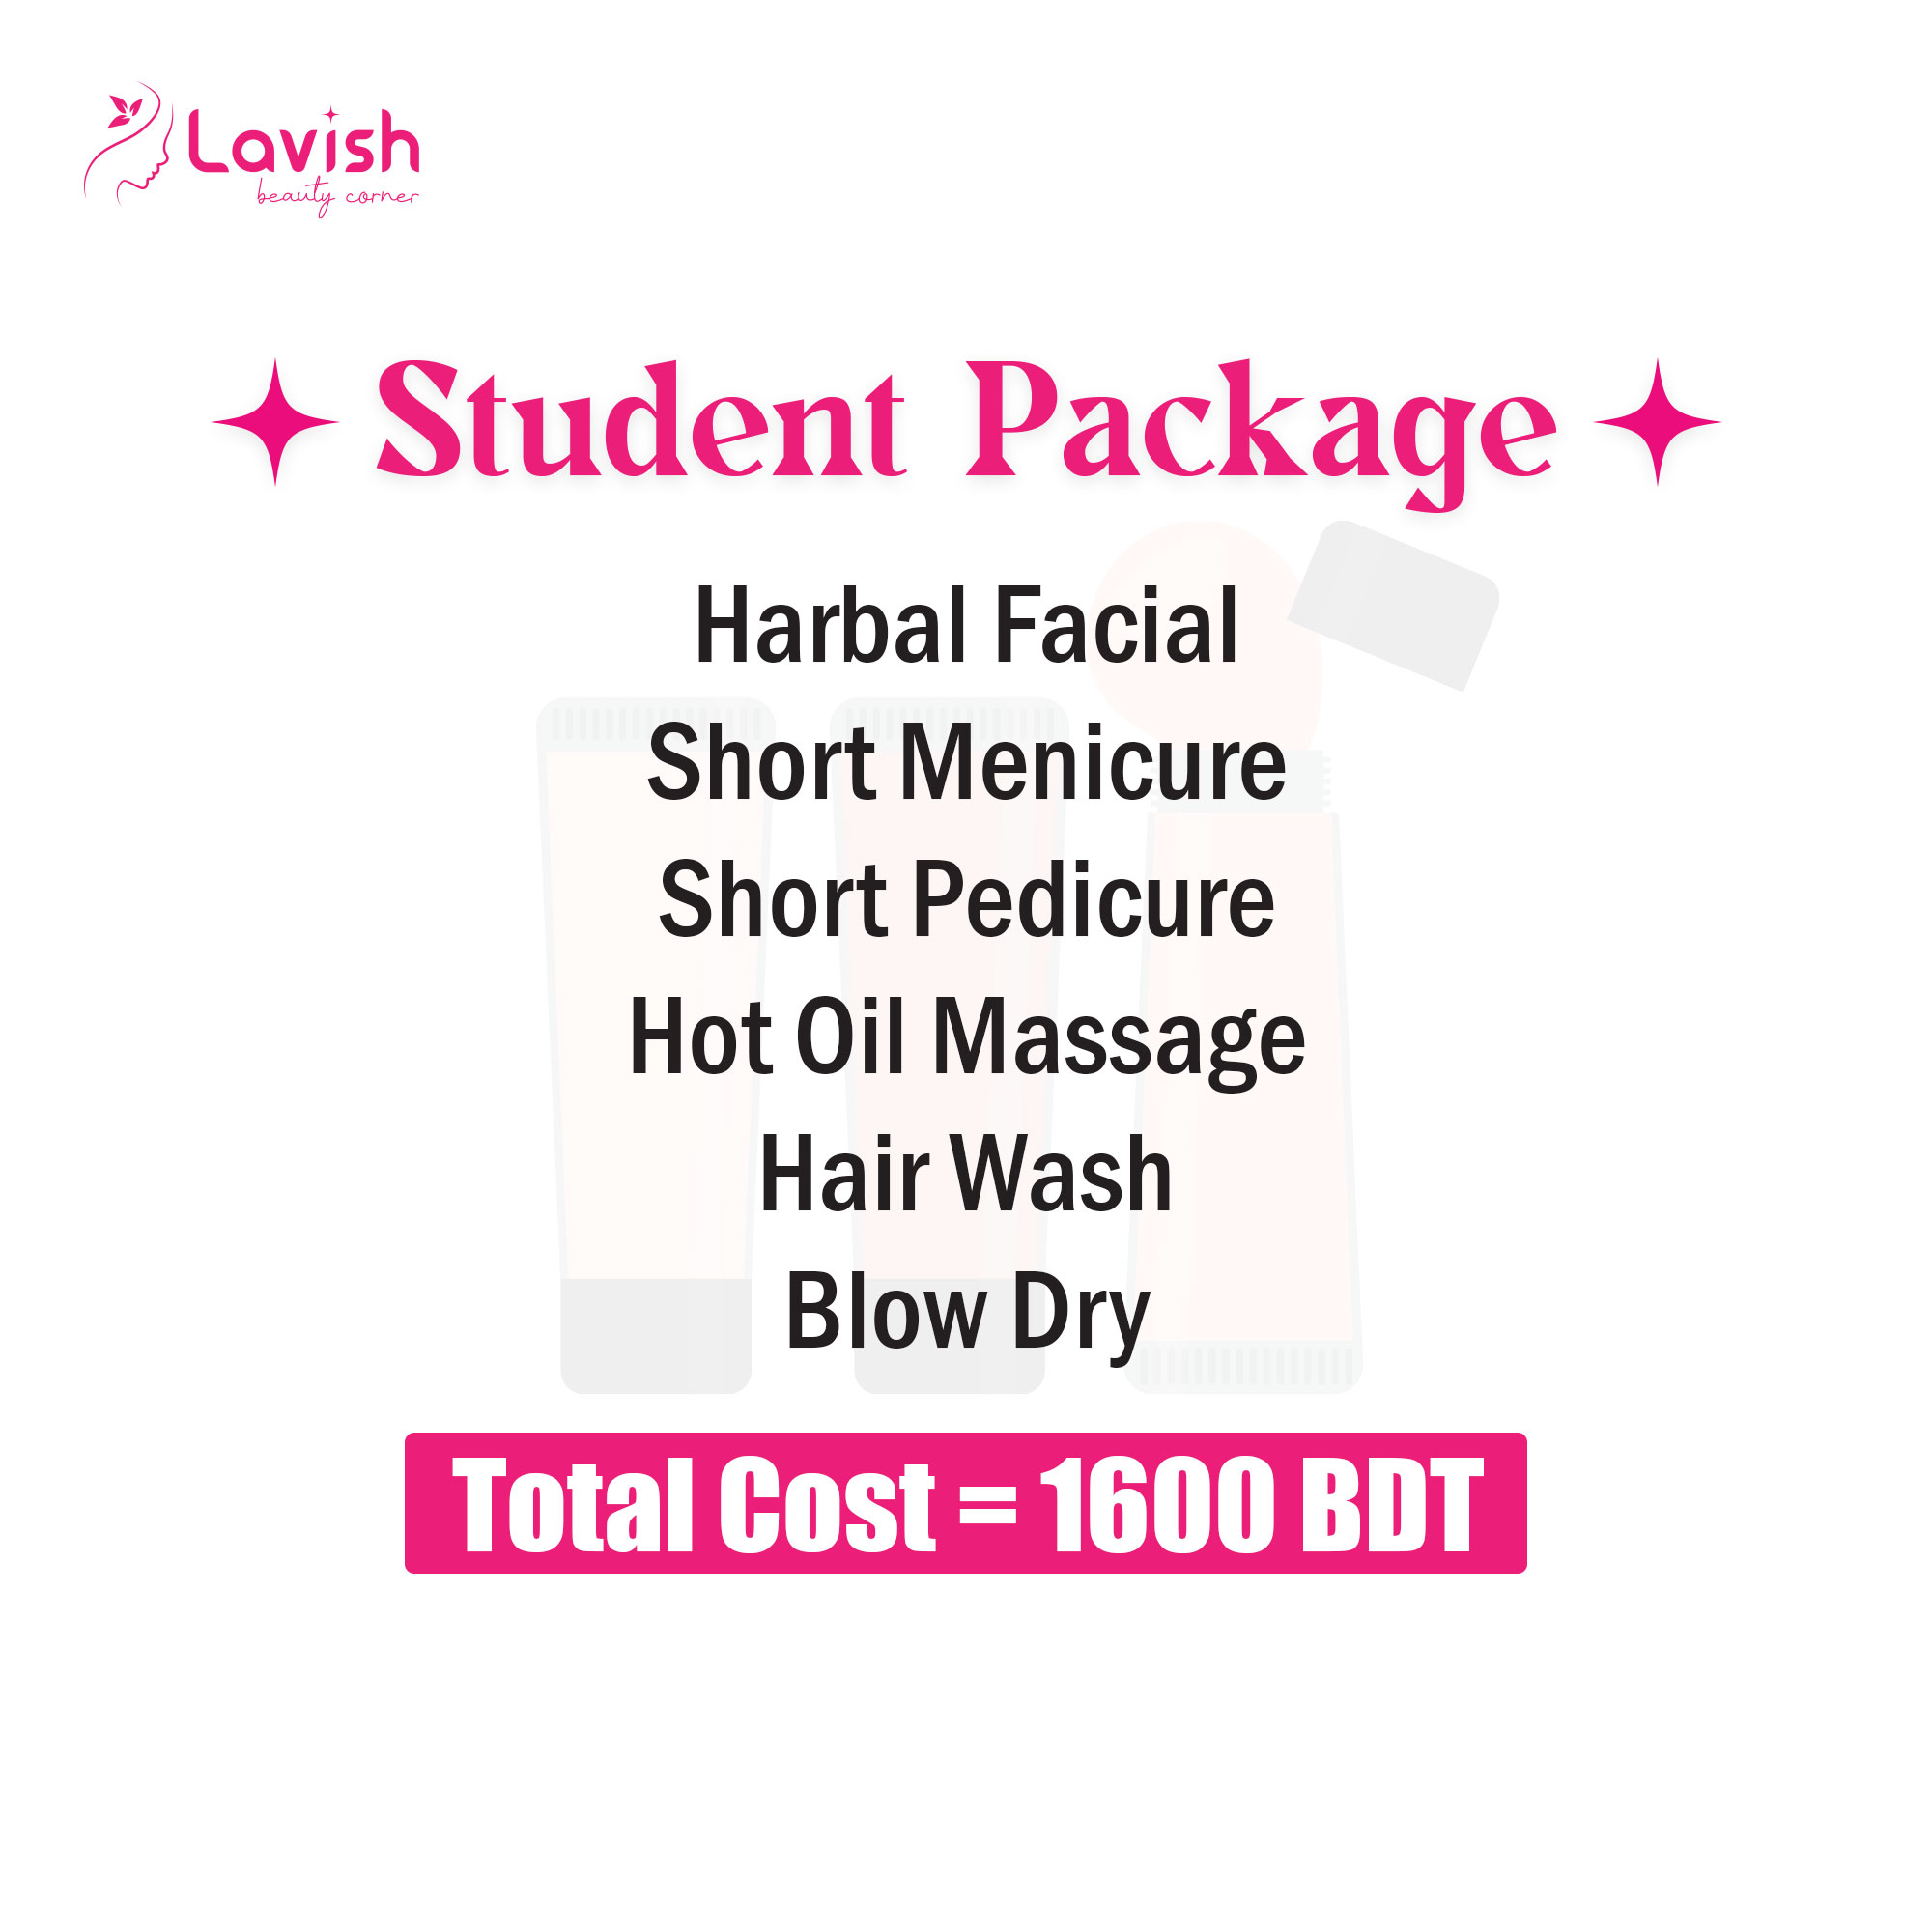 Lavish
beauty corner
Student Package
Harbal Facial
Short Menicure
Short Pedicure
Hot Oil Massage
Hair Wash
Blow Dry
Total Cost = 1600 BDT